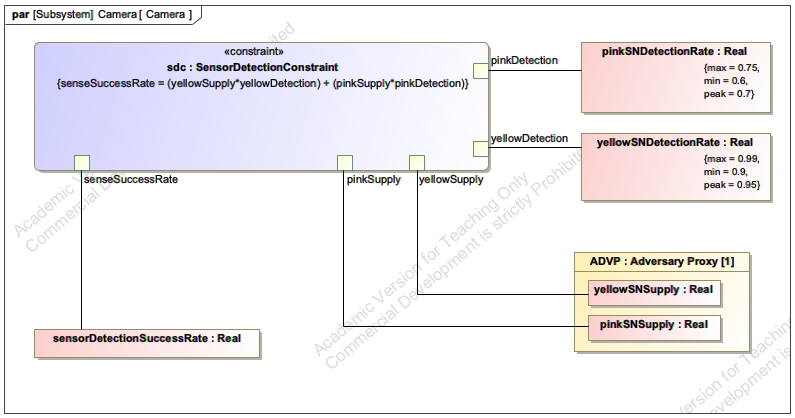 par [Subsystem] Camera [ Camera ]
«constraint»
sdc : SensorDetectionConstraint
{senseSuccessRate = (yellowSupply*yellowDetection) + (pinkSupply*pinkDetection)}
pinkDetection
pinkSNDetectionRate : Real
{max = 0.75,
min = 0.6,
peak = 0.7}
yellowDetection
yellowSNDetectionRate : Real
{max = 0.99,
min = 0.9,
peak = 0.95}
senseSuccessRate
pinkSupply
yellowSupply
ADVP : Adversary Proxy [1]
yellowSNSupply : Real
pinkSNSupply : Real
sensorDetectionSuccessRate : Real
Academic Version for Teaching Only
Commercial Development is strictly Prohibited